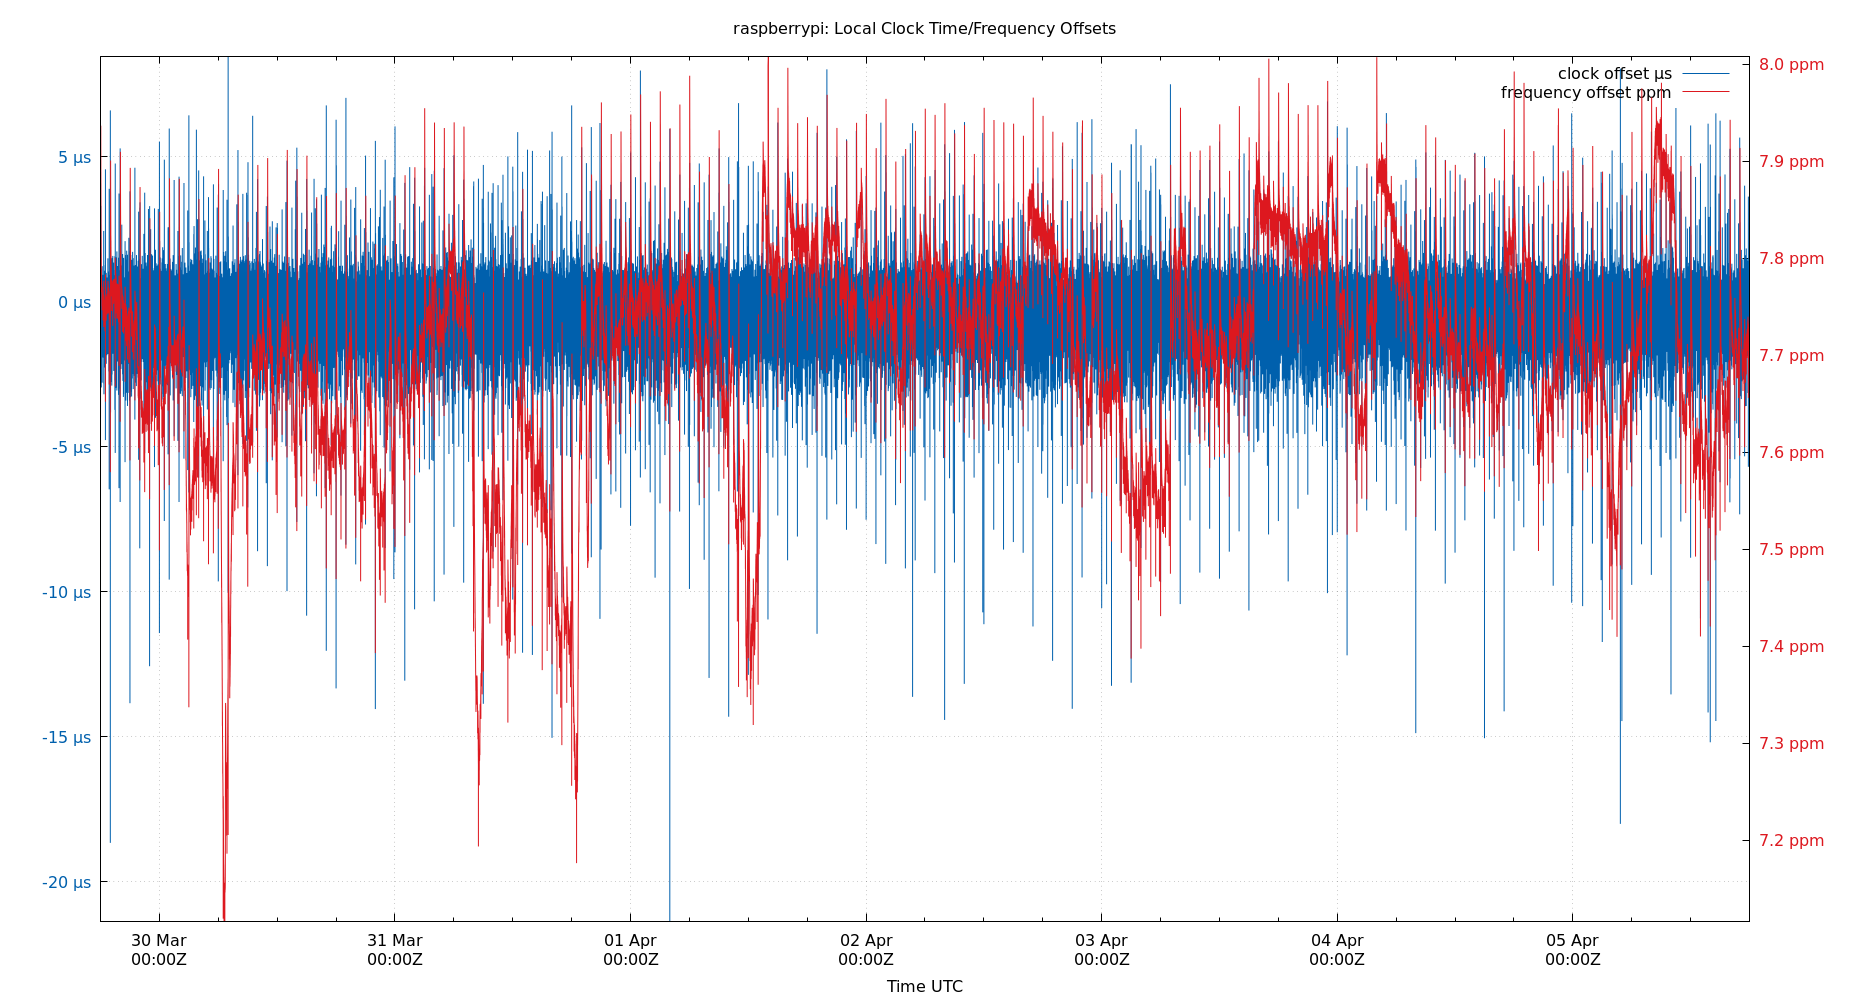 raspberrypi: Local Clock Time/Frequency Offsets
clock offset µs
frequency offset ppm
5 µs
0 µs
-5 µs
-10 µs
-15 µs
-20 µs
8.0 ppm
7.9 ppm
7.8 ppm
7.7 ppm
7.6 ppm
7.5 ppm
7.4 ppm
7.3 ppm
7.2 ppm
30 Mar
00:00Z
31 Mar
00:00Z
01 Apr
00:00Z
02 Apr
00:00Z
03 Apr
00:00Z
04 Apr
00:00Z
05 Apr
00:00Z
Time UTC